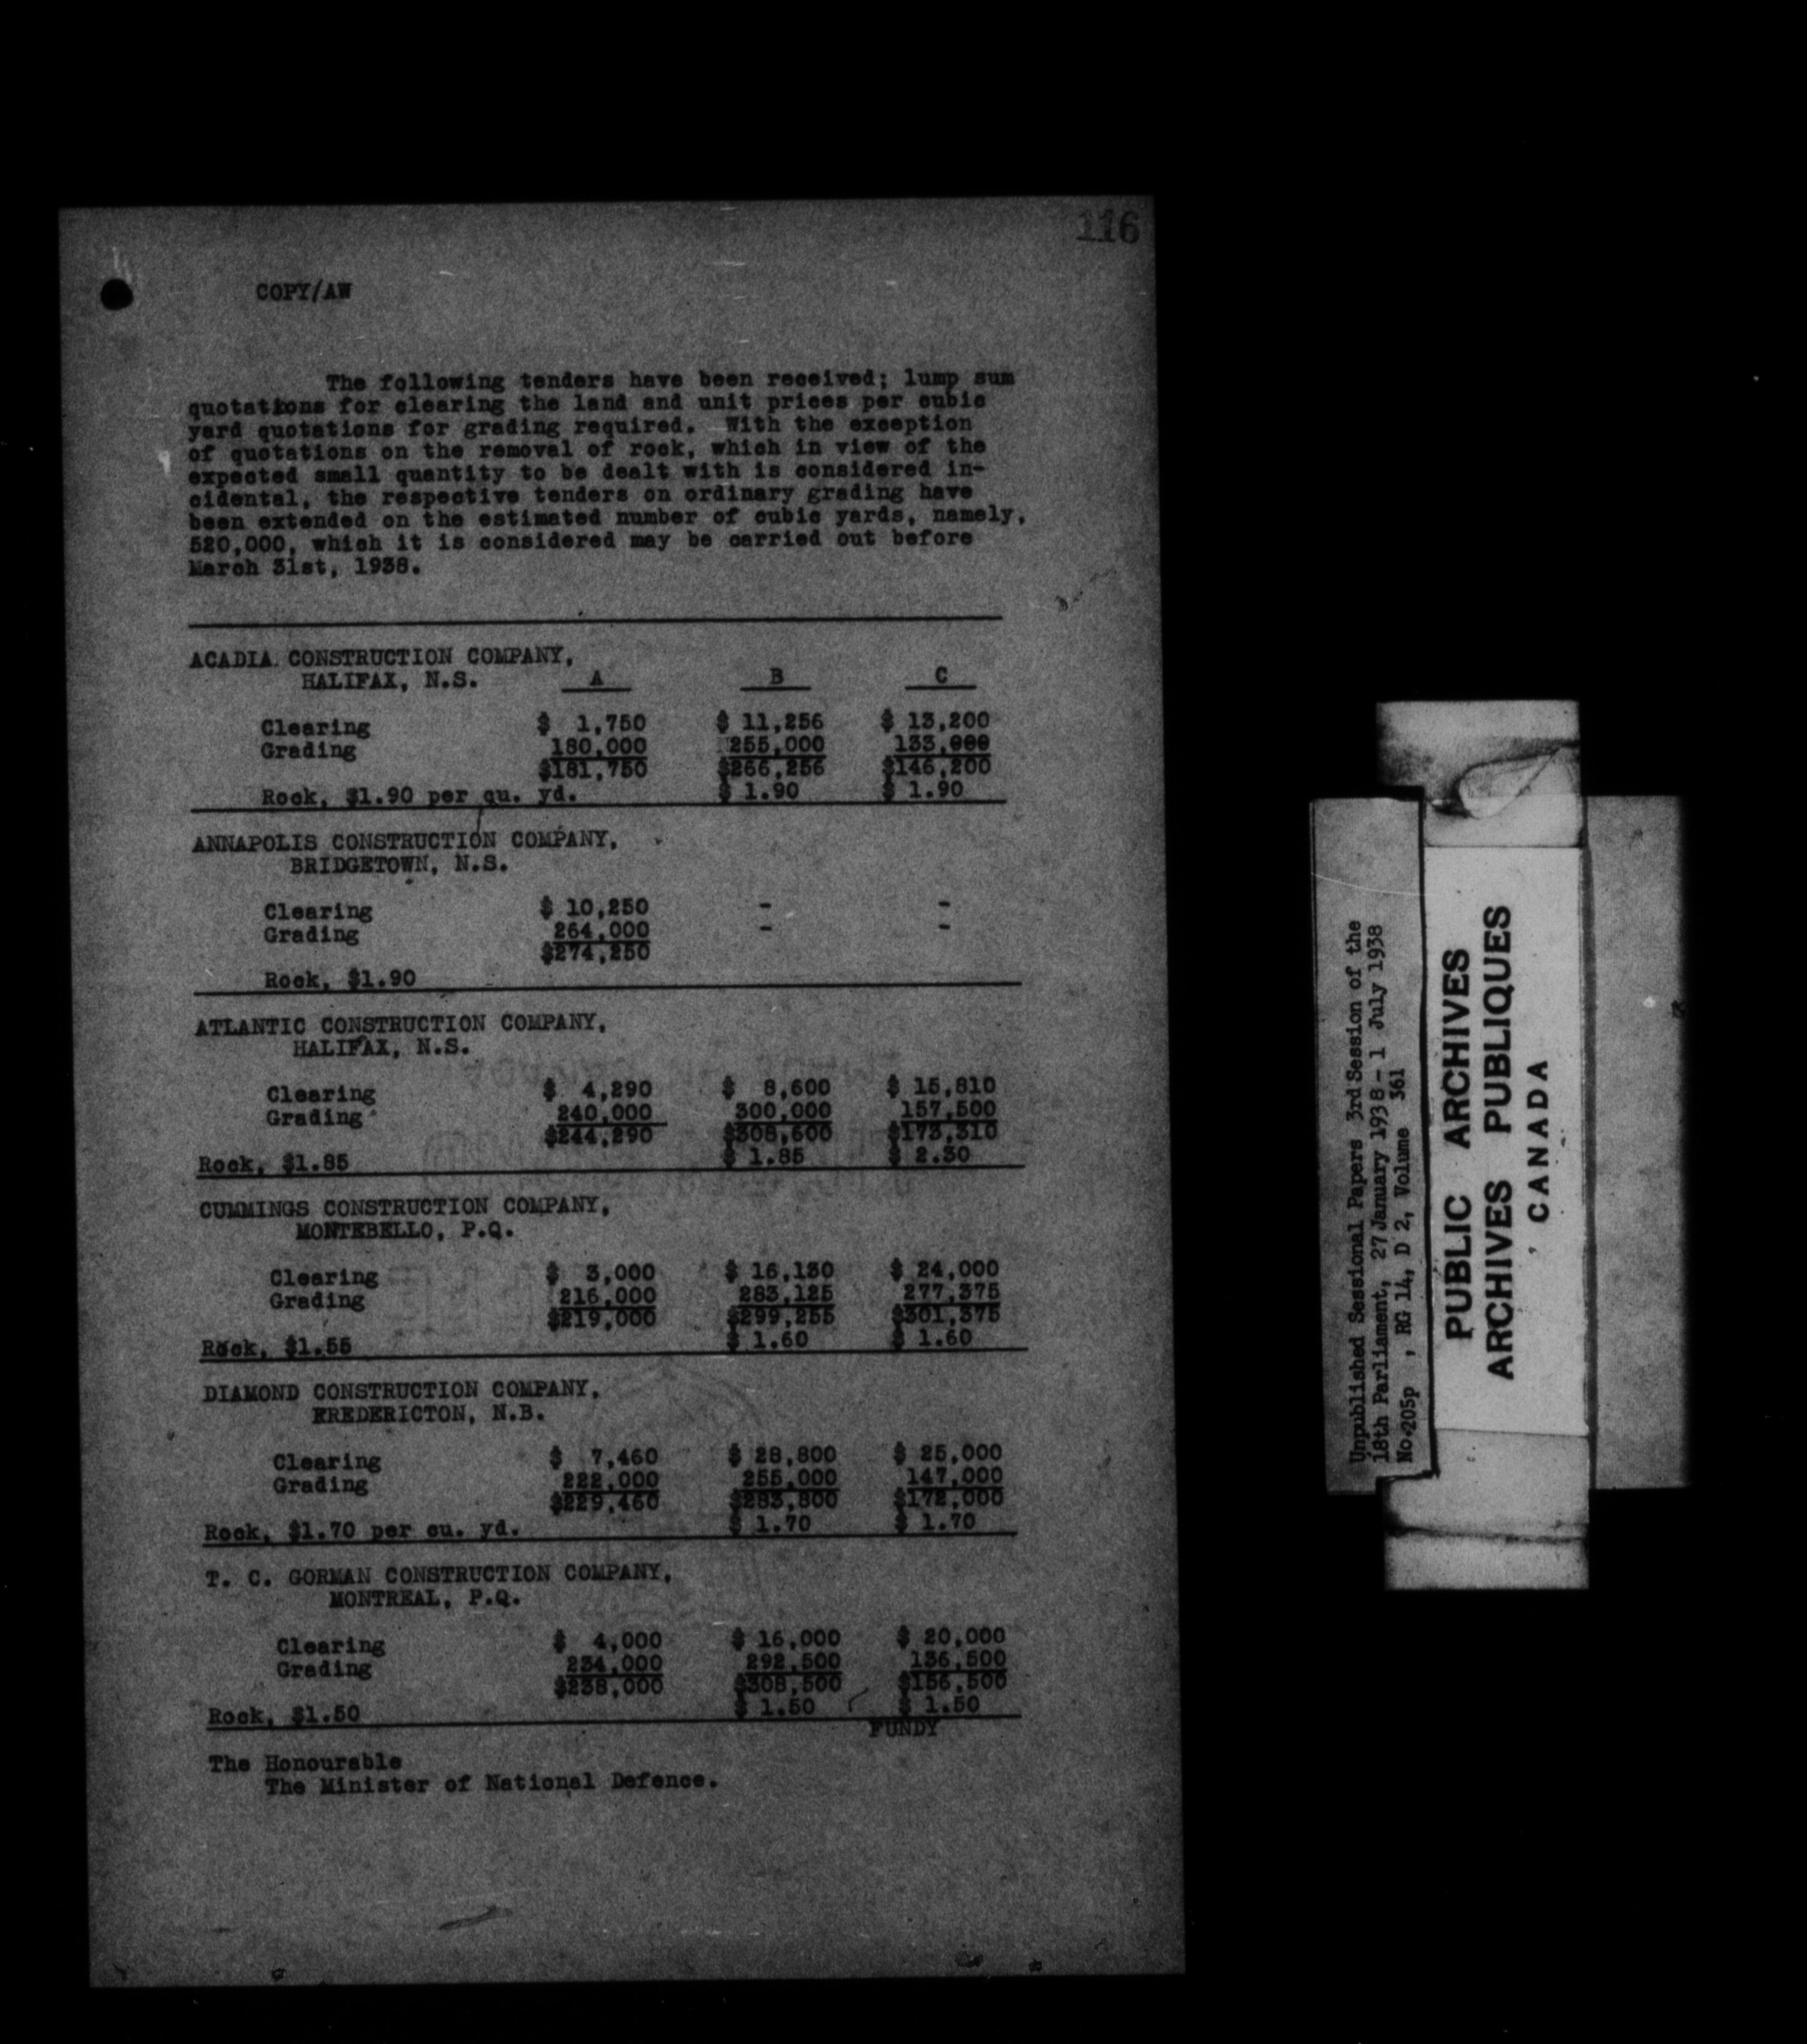 116
COPY/AW
The following tenders have been received; lump sum
quotations for clearing the land and unit prices per cubic
yard quotations for grading required. With the exception
of quotations on the removal of rock, which in view of the
expected small quantity to be dealt with is considered in-
cidental, the respective tenders on ordinary grading have
been extended on the estimated number of cubic yards, namely,
520,000, which it is considered may be carried out before
March 31st, 1938.
ACADIA CONSTRUCTION COMPANY,
HALIFAX, N.S. A B C
Clearing $ 1,750 $ 11,256 $ 13,200
Grading 180,000 255,000 133,000
$181,750 $266,256 $146,200
Rock, $1.90 per qu. yd. $ 1.90 $ 1.90
ANNAPOLIS CONSTRUCTION COMPANY,
BRIDGETOWN, N.S.
Clearing $ 10,250 - -
Grading 264,000 - -
$274,250
Rock, $1.90
ATLANTIC CONSTRUCTION COMPANY,
HALIFAX, N.S.
Clearing $ 4,290 $ 8,600 $ 15,810
Grading 240,000 300,000 157,500
$244,290 $308,600 $173,310
Rock, $1.85 $ 1.85 $ 2.30
CUMMINGS CONSTRUCTION COMPANY,
MONTEBELLO, P.Q.
Clearing $ 3,000 $ 16,130 $ 24,000
Grading 216,000 283,125 277,375
$219,000 $299,255 $301,375
Rock, $1.55 $ 1.60 $ 1.60
DIAMOND CONSTRUCTION COMPANY,
FREDERICTON, N.B.
Clearing $ 7,460 $ 28,800 $ 25,000
Grading 222,000 255,000 147,000
$229,460 $283,800 $172,000
Rock, $1.70 per cu. yd. $ 1.70 $ 1.70
T. C. GORMAN CONSTRUCTION COMPANY,
MONTREAL, P.Q.
Clearing $ 4,000 $ 16,000 $ 20,000
Grading 234,000 292,500 136,500
$238,000 $308,500 $156,500
Rock, $1.50 $ 1.50 $ 1.50
FUNDY
The Honourable
The Minister of National Defence.
Unpublished Sessional Papers 3rd Session of the
18th Parliament, 27 January 1938 - 1 July 1938
No. 205p , RG 14, D 2, Volume 361
PUBLIC ARCHIVES
ARCHIVES PUBLIQUES
CANADA